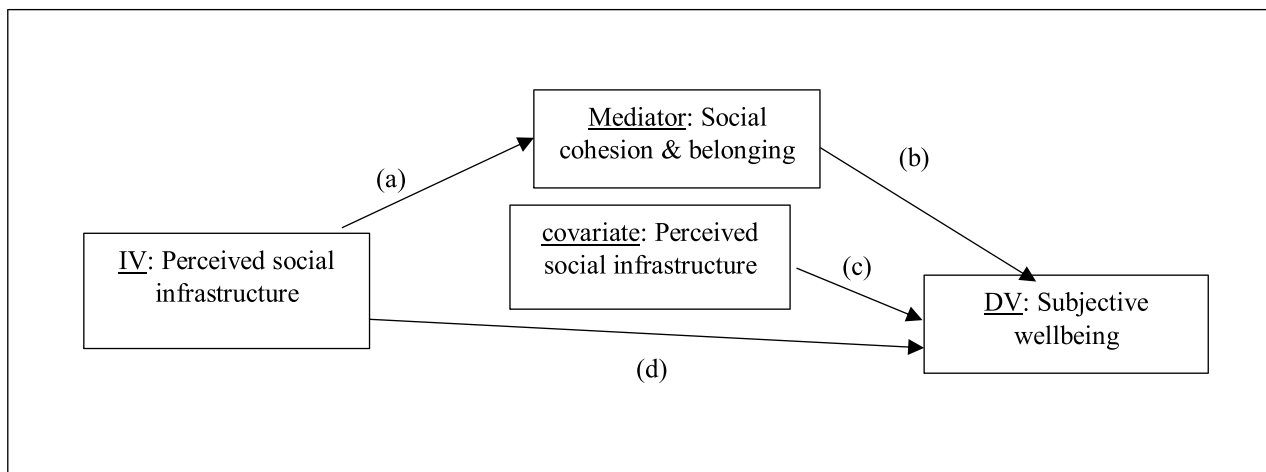 Mediator: Social
cohesion & belonging
(a)
(b)
covariate: Perceived
social infrastructure
IV: Perceived social
infrastructure
(c)
DV: Subjective
wellbeing
(d)